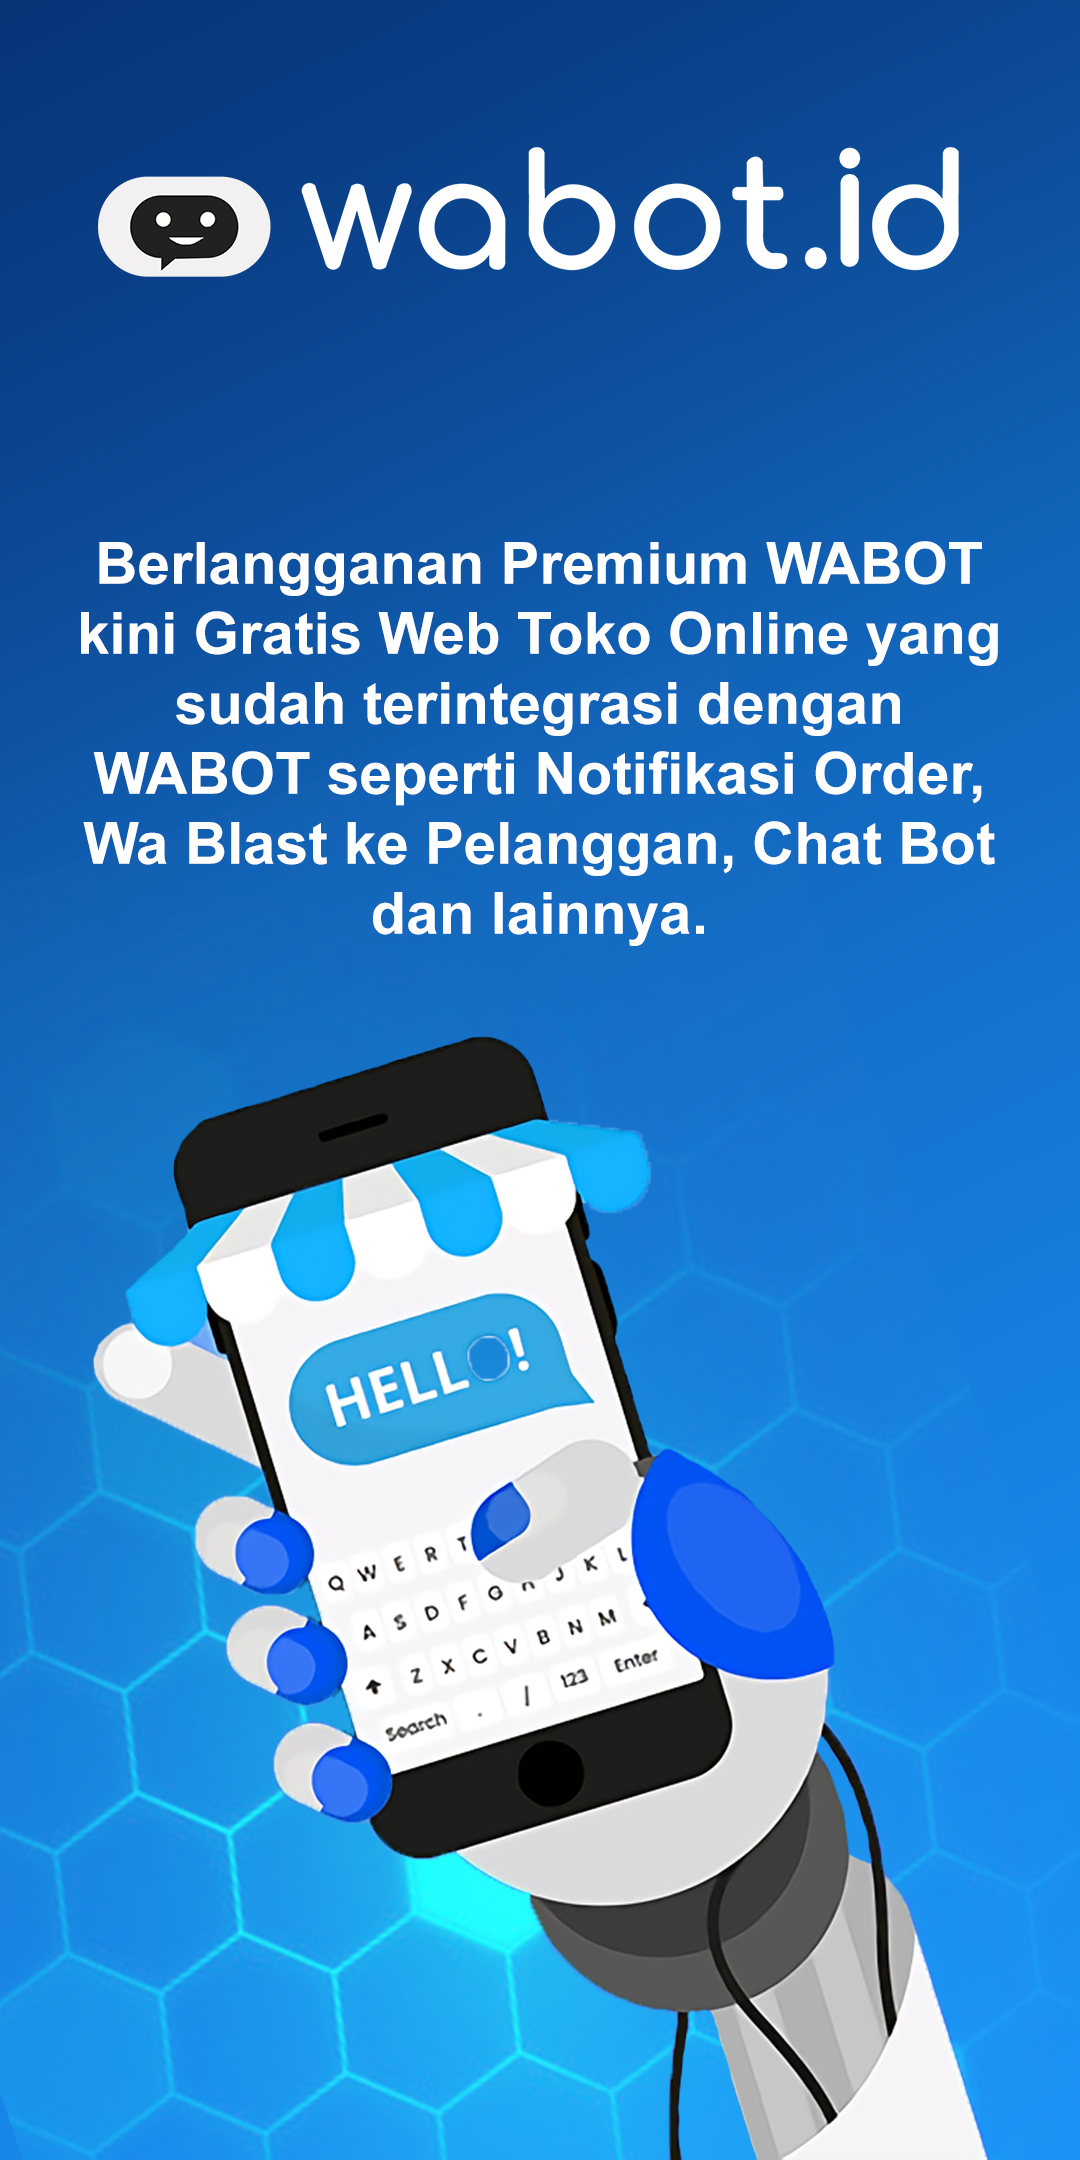 wabot.id
Berlangganan Premium WABOT
kini Gratis Web Toko Online yang
sudah terintegrasi dengan
WABOT seperti Notifikasi Order,
Wa Blast ke Pelanggan, Chat Bot
dan lainnya.
HELLO!
Q W E R T
A S D F G H J K L
Z X C V B N M
Search . / 123 Enter